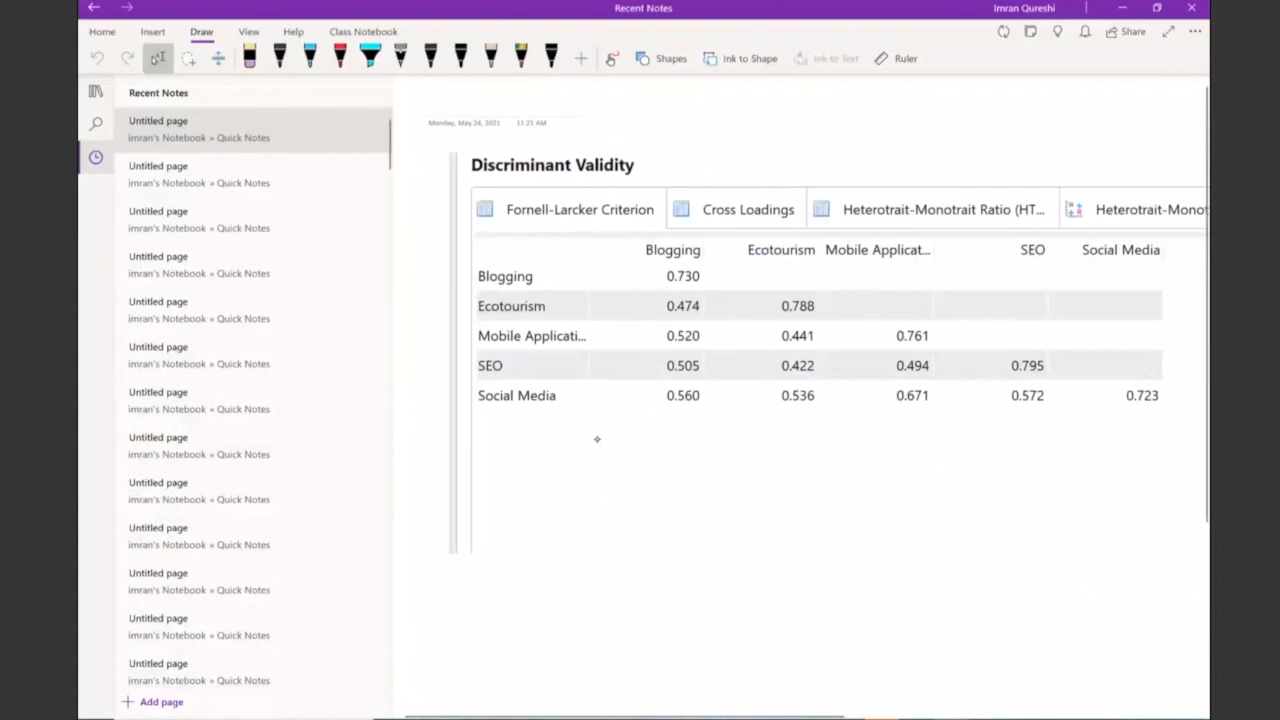 Recent Notes
Imran Qureshi
Home Insert Draw View Help Class Notebook
Share
Shapes Ink to Shape Ink to Text Ruler
Recent Notes
Untitled page
imran's Notebook » Quick Notes
Untitled page
imran's Notebook » Quick Notes
Untitled page
imran's Notebook » Quick Notes
Untitled page
imran's Notebook » Quick Notes
Untitled page
imran's Notebook » Quick Notes
Untitled page
imran's Notebook » Quick Notes
Untitled page
imran's Notebook » Quick Notes
Untitled page
imran's Notebook » Quick Notes
Untitled page
imran's Notebook » Quick Notes
Untitled page
imran's Notebook » Quick Notes
Untitled page
imran's Notebook » Quick Notes
Untitled page
imran's Notebook » Quick Notes
Untitled page
imran's Notebook » Quick Notes
Add page
Monday, May 24, 2021 11:21 AM
Discriminant Validity
Fornell-Larcker Criterion Cross Loadings Heterotrait-Monotrait Ratio (HT... Heterotrait-Monot
Blogging Ecotourism Mobile Applicat... SEO Social Media
Blogging 0.730
Ecotourism 0.474 0.788
Mobile Applicati... 0.520 0.441 0.761
SEO 0.505 0.422 0.494 0.795
Social Media 0.560 0.536 0.671 0.572 0.723